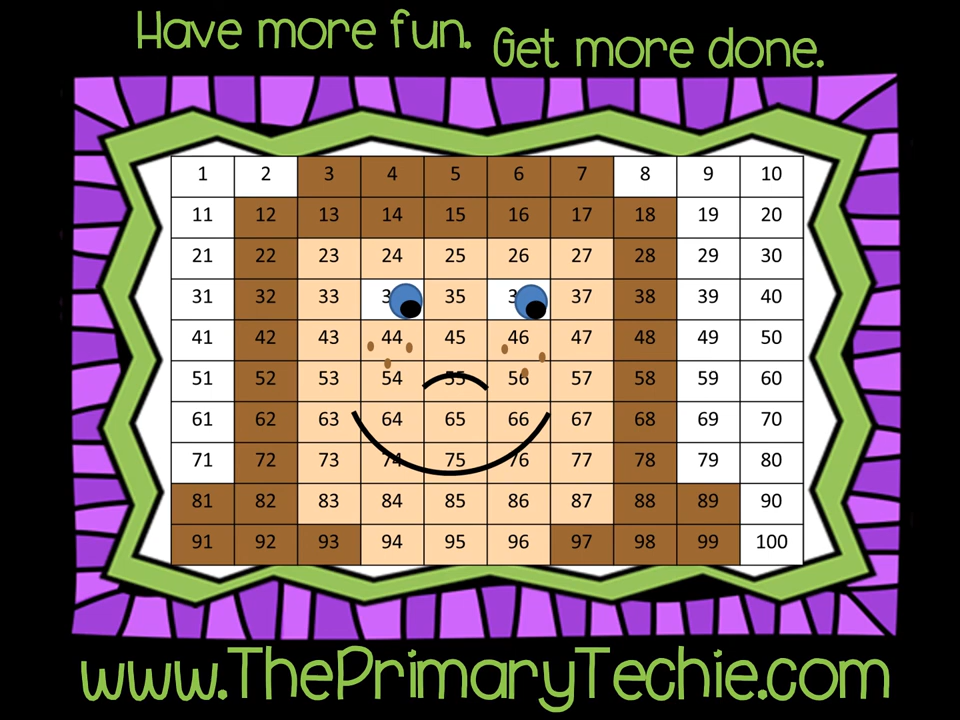 Have more fun. Get more done.
1 2 3 4 5 6 7 8 9 10
11 12 13 14 15 16 17 18 19 20
21 22 23 24 25 26 27 28 29 30
31 32 33 3 35 3 37 38 39 40
41 42 43 44 45 46 47 48 49 50
51 52 53 54 55 56 57 58 59 60
61 62 63 64 65 66 67 68 69 70
71 72 73 74 75 76 77 78 79 80
81 82 83 84 85 86 87 88 89 90
91 92 93 94 95 96 97 98 99 100
www.ThePrimaryTechie.com